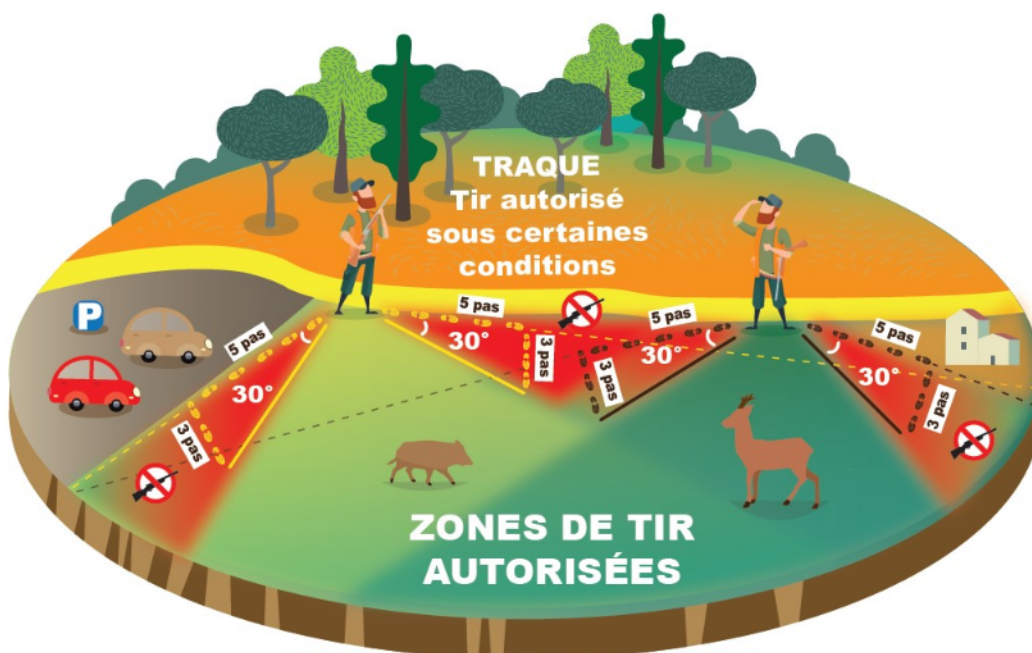 TRAQUE
Tir autorisé
sous certaines
conditions
P
5 pas
30°
3 pas
5 pas
30°
3 pas
5 pas
30°
3 pas
5 pas
30°
3 pas
ZONES DE TIR
AUTORISÉES